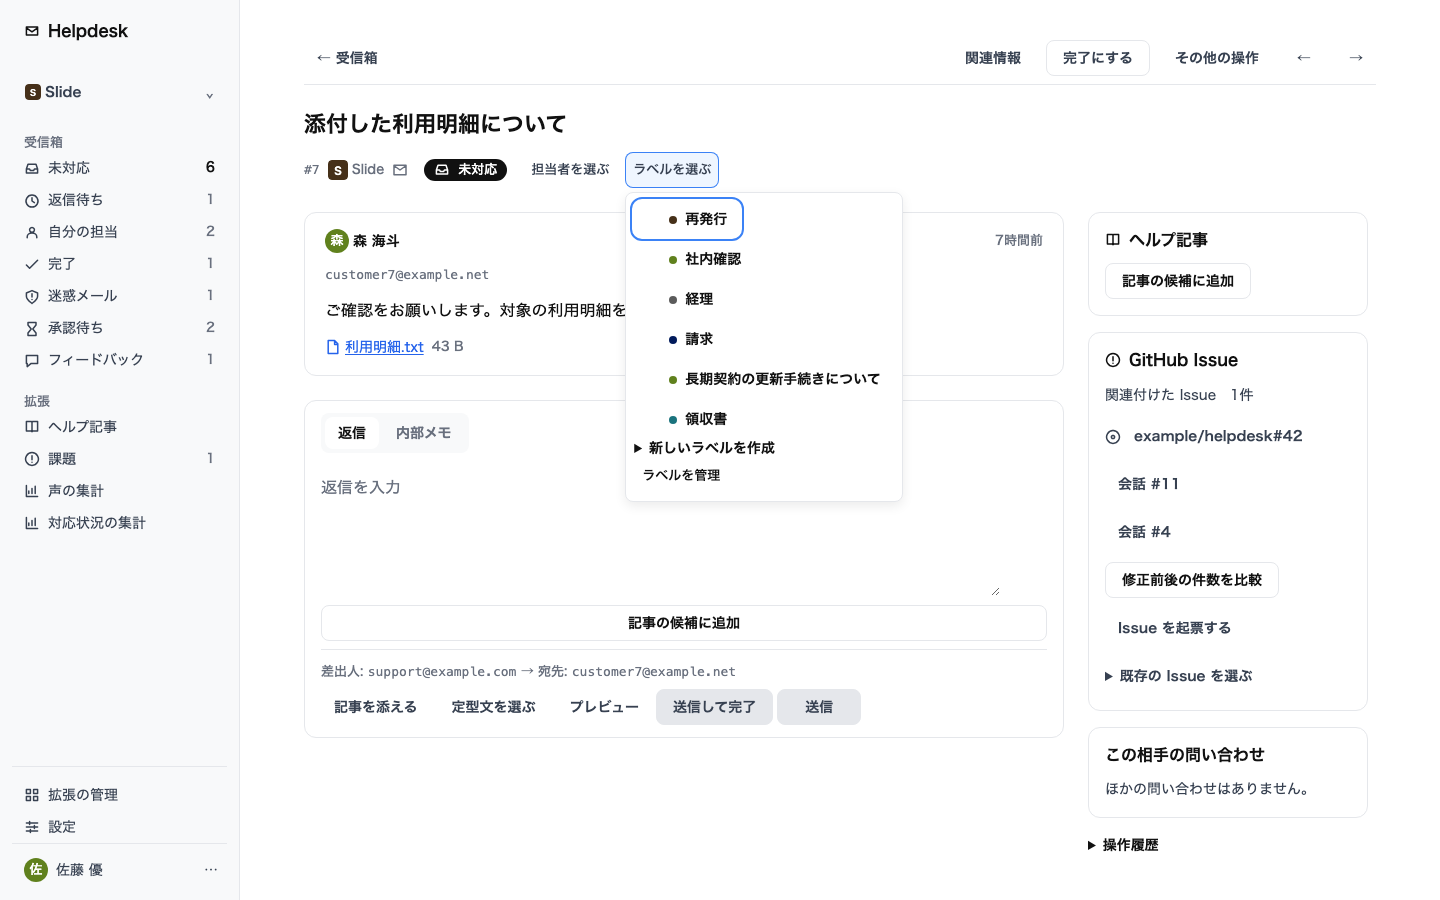 Helpdesk
S Slide
受信箱
未対応 6
返信待ち 1
自分の担当 2
完了 1
迷惑メール 1
承認待ち 2
フィードバック 1
拡張
ヘルプ記事
課題 1
声の集計
対応状況の集計
拡張の管理
設定
佐 佐藤 優 …
← 受信箱 関連情報 完了にする その他の操作 ← →
添付した利用明細について
#7 S Slide 未対応 担当者を選ぶ ラベルを選ぶ
再発行
社内確認
経理
請求
長期契約の更新手続きについて
領収書
▶ 新しいラベルを作成
ラベルを管理
森 森 海斗 7時間前
customer7@example.net
ご確認をお願いします。対象の利用明細を
利用明細.txt 43 B
返信 内部メモ
返信を入力
記事の候補に追加
差出人: support@example.com → 宛先: customer7@example.net
記事を添える 定型文を選ぶ プレビュー 送信して完了 送信
ヘルプ記事
記事の候補に追加
GitHub Issue
関連付けた Issue 1件
example/helpdesk#42
会話 #11
会話 #4
修正前後の件数を比較
Issue を起票する
▶ 既存の Issue を選ぶ
この相手の問い合わせ
ほかの問い合わせはありません。
▶ 操作履歴